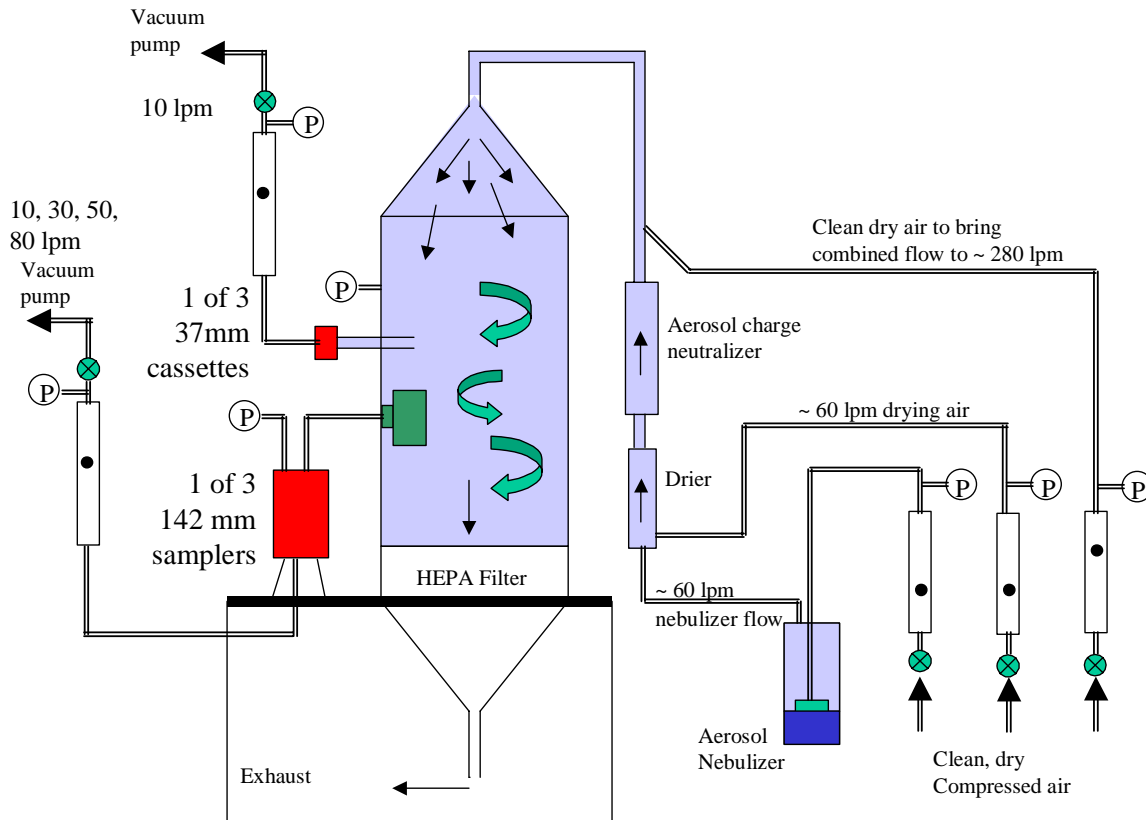 Vacuum
pump
10 lpm
P
10, 30, 50,
80 lpm
Vacuum
pump
P
1 of 3
37mm
cassettes
P
P
1 of 3
142 mm
samplers
HEPA Filter
Exhaust
Clean dry air to bring
combined flow to ~ 280 lpm
Aerosol charge
neutralizer
~ 60 lpm drying air
Drier
P
P
P
~ 60 lpm
nebulizer flow
Aerosol
Nebulizer
Clean, dry
Compressed air